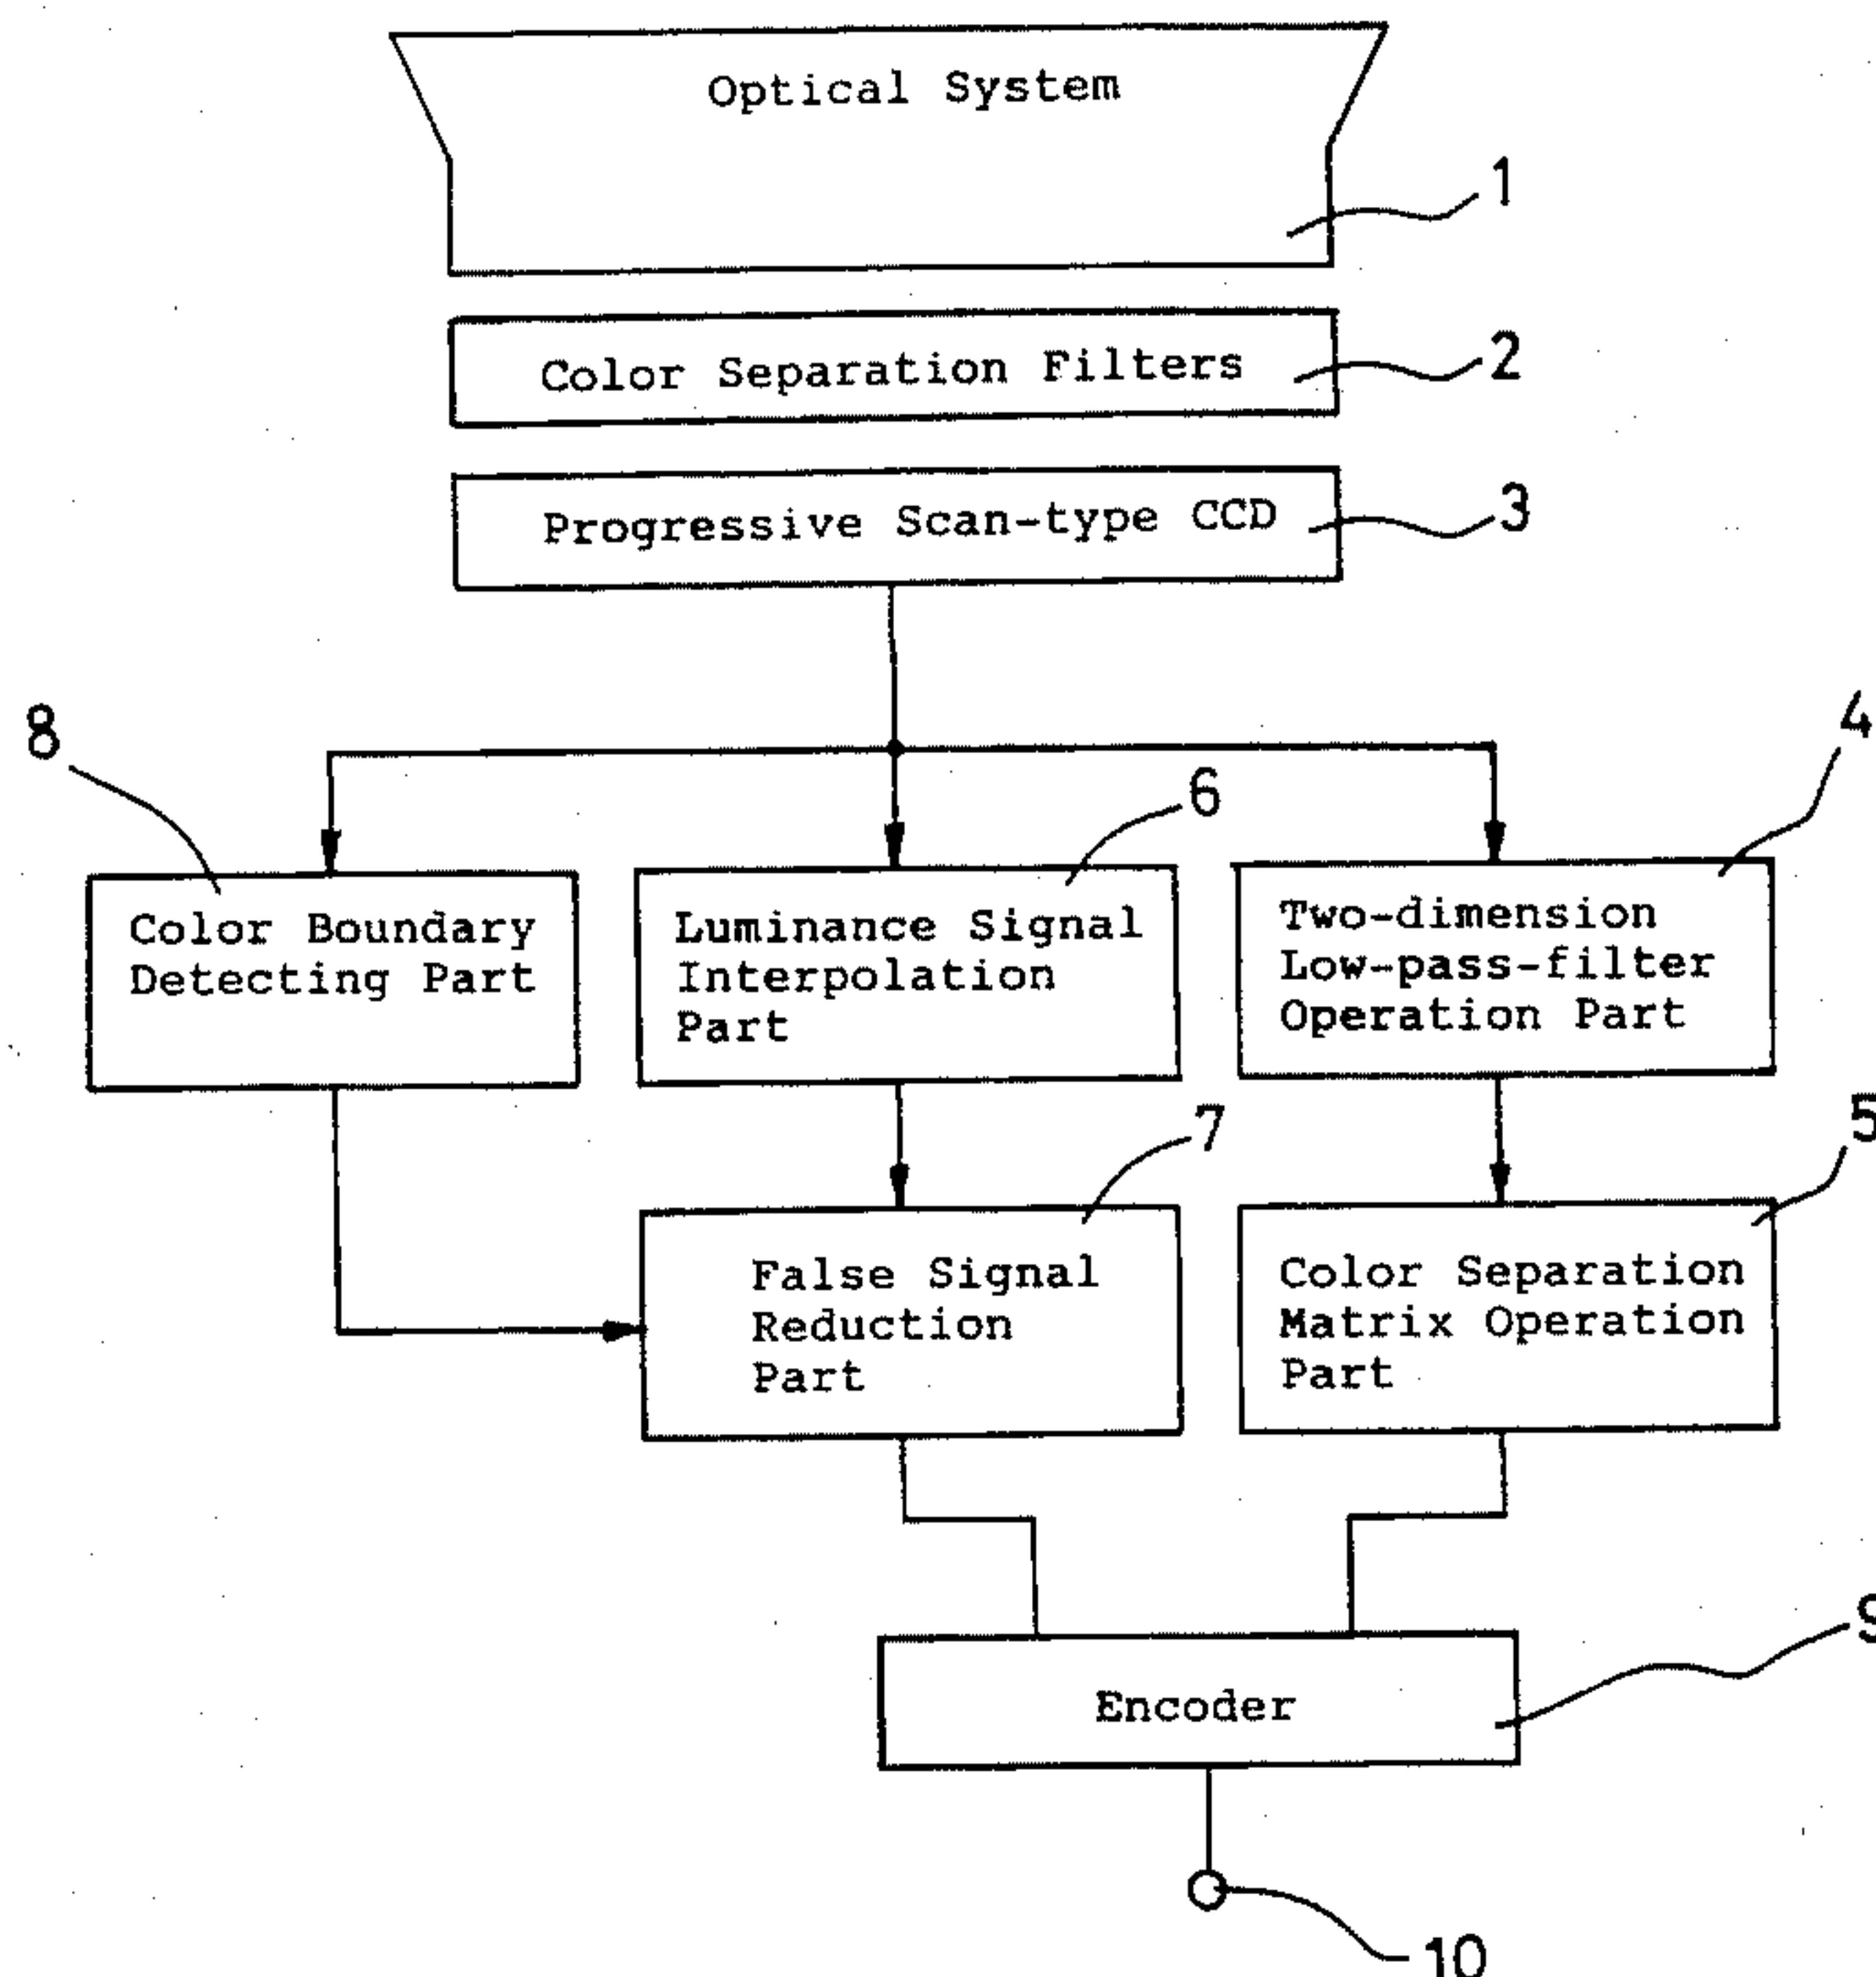 Optical System
1
Color Separation Filters
2
Progressive Scan-type CCD
3
8
6
4
Color Boundary
Detecting Part
Luminance Signal
Interpolation
Part
Two-dimension
Low-pass-filter
Operation Part
7
5
False Signal
Reduction
Part
Color Separation
Matrix Operation
Part
9
Encoder
10